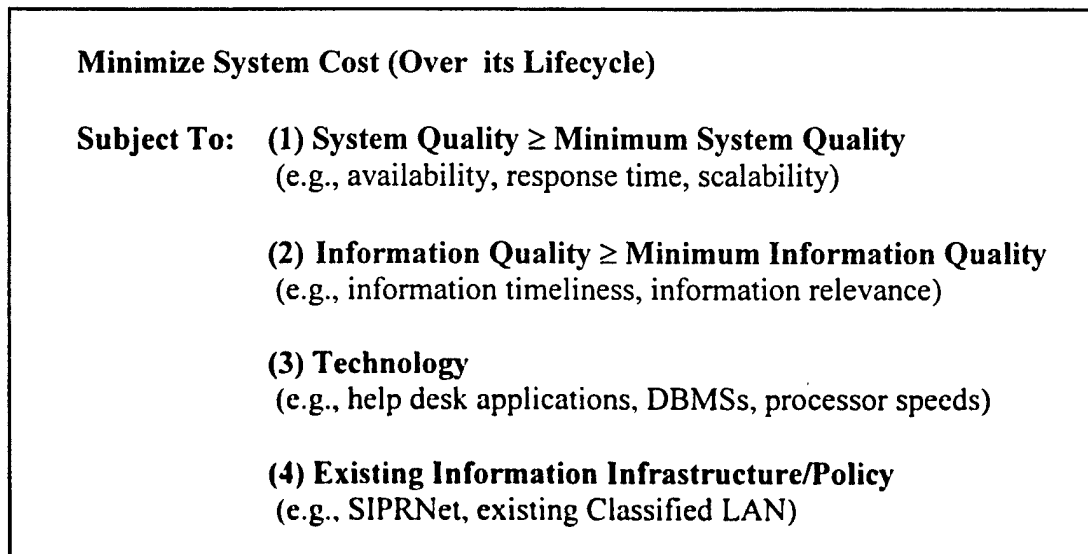 Minimize System Cost (Over its Lifecycle)
Subject To: (1) System Quality ≥ Minimum System Quality
(e.g., availability, response time, scalability)
(2) Information Quality ≥ Minimum Information Quality
(e.g., information timeliness, information relevance)
(3) Technology
(e.g., help desk applications, DBMSs, processor speeds)
(4) Existing Information Infrastructure/Policy
(e.g., SIPRNet, existing Classified LAN)